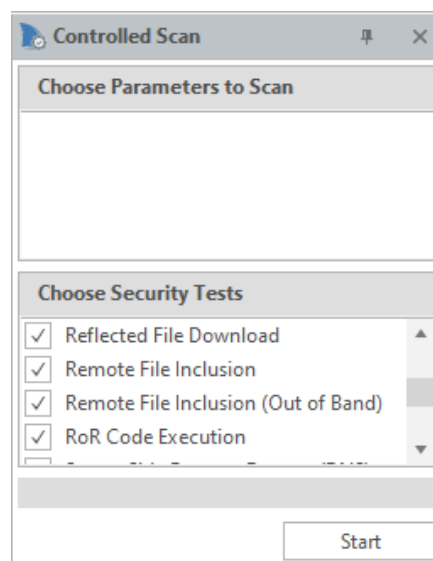 Controlled Scan
Choose Parameters to Scan
Choose Security Tests
Reflected File Download
Remote File Inclusion
Remote File Inclusion (Out of Band)
RoR Code Execution
Start